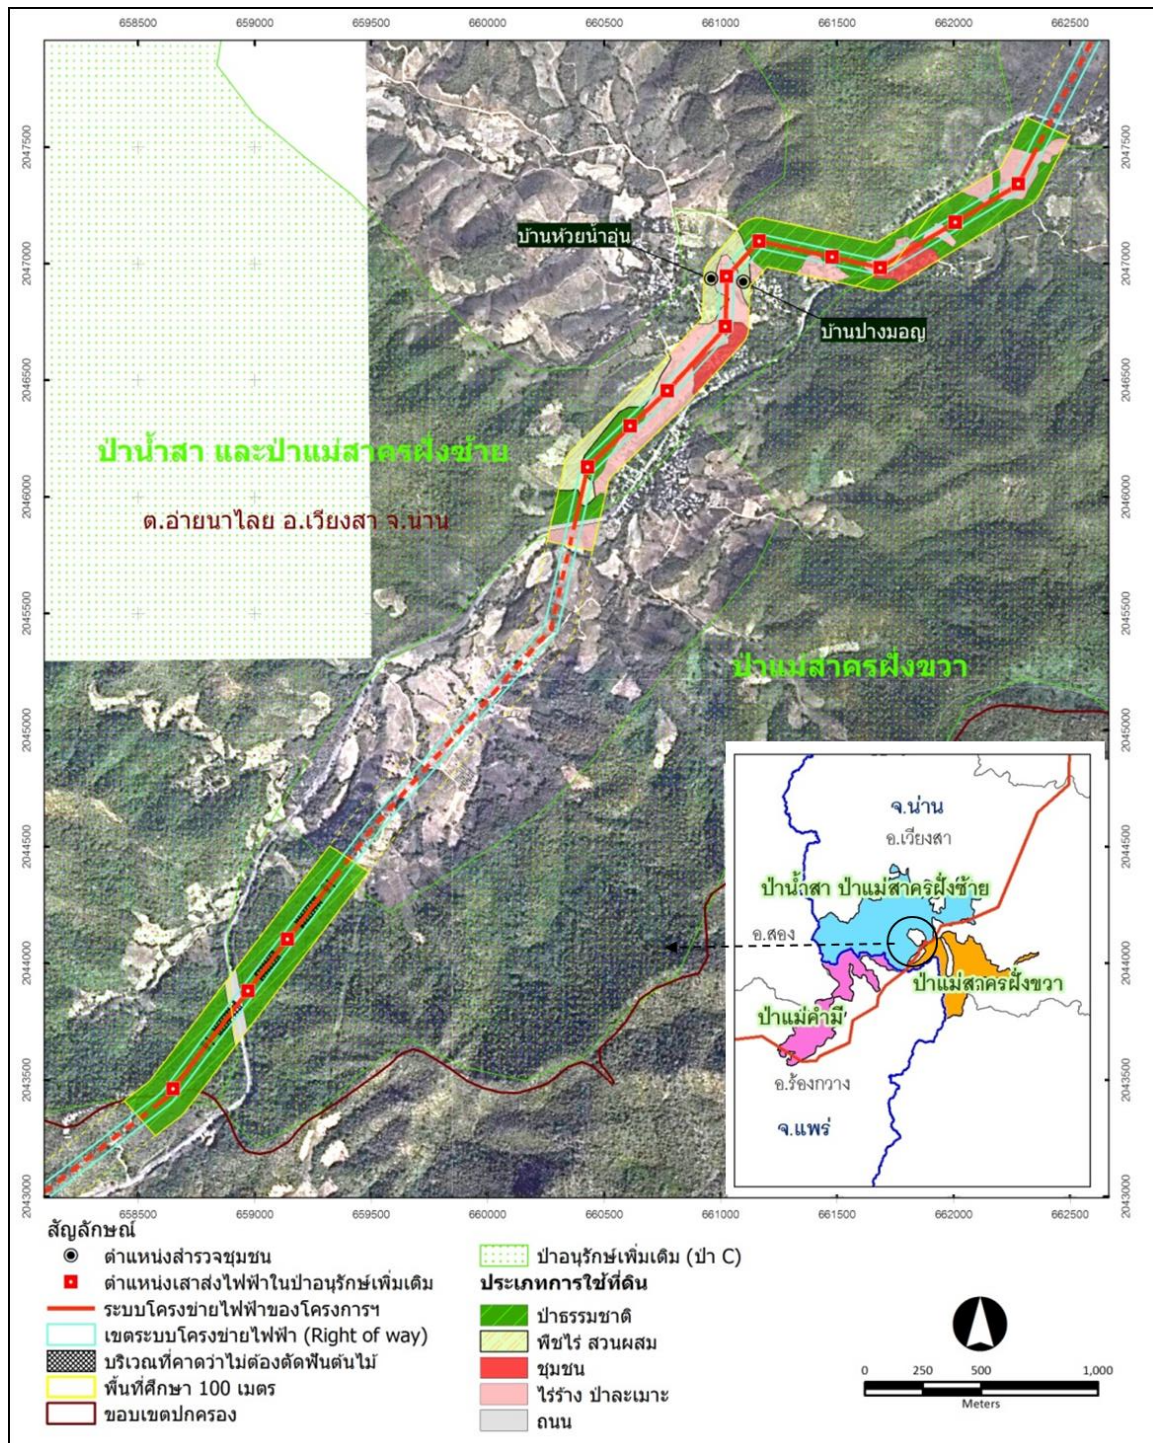 658500 659000 659500 660000 660500 661000 661500 662000 662500
2047500
2047000
2046500
2046000
2045500
2045000
2044500
2044000
2043500
2043000
2047500
2047000
2046500
2046000
2045500
2045000
2044500
2044000
2043500
2043000
บ้านห้วยน้ำอุ่น
บ้านปางมอญ
ป่าน้ำสา และป่าแม่สาครฝั่งซ้าย
ต.อ่ายนาไลย อ.เวียงสา จ.น่าน
ป่าแม่สาครฝั่งขวา
จ.น่าน
อ.เวียงสา
ป่าน้ำสา ป่าแม่สาครฝั่งซ้าย
อ.สอง
ป่าแม่สาครฝั่งขวา
ป่าแม่คำมี
อ.ร้องกวาง
จ.แพร่
658500 659000 659500 660000 660500 661000 661500 662000 662500
สัญลักษณ์
ตำแหน่งสำรวจชุมชน
ตำแหน่งเสาส่งไฟฟ้าในป่าอนุรักษ์เพิ่มเติม
ระบบโครงข่ายไฟฟ้าของโครงการฯ
เขตระบบโครงข่ายไฟฟ้า (Right of way)
บริเวณที่คาดว่าไม่ต้องตัดฟันต้นไม้
พื้นที่ศึกษา 100 เมตร
ขอบเขตปกครอง
ป่าอนุรักษ์เพิ่มเติม (ป่า C)
ประเภทการใช้ที่ดิน
ป่าธรรมชาติ
พืชไร่ สวนผสม
ชุมชน
ไร่ร้าง ป่าละเมาะ
ถนน
0 250 500 1,000
Meters